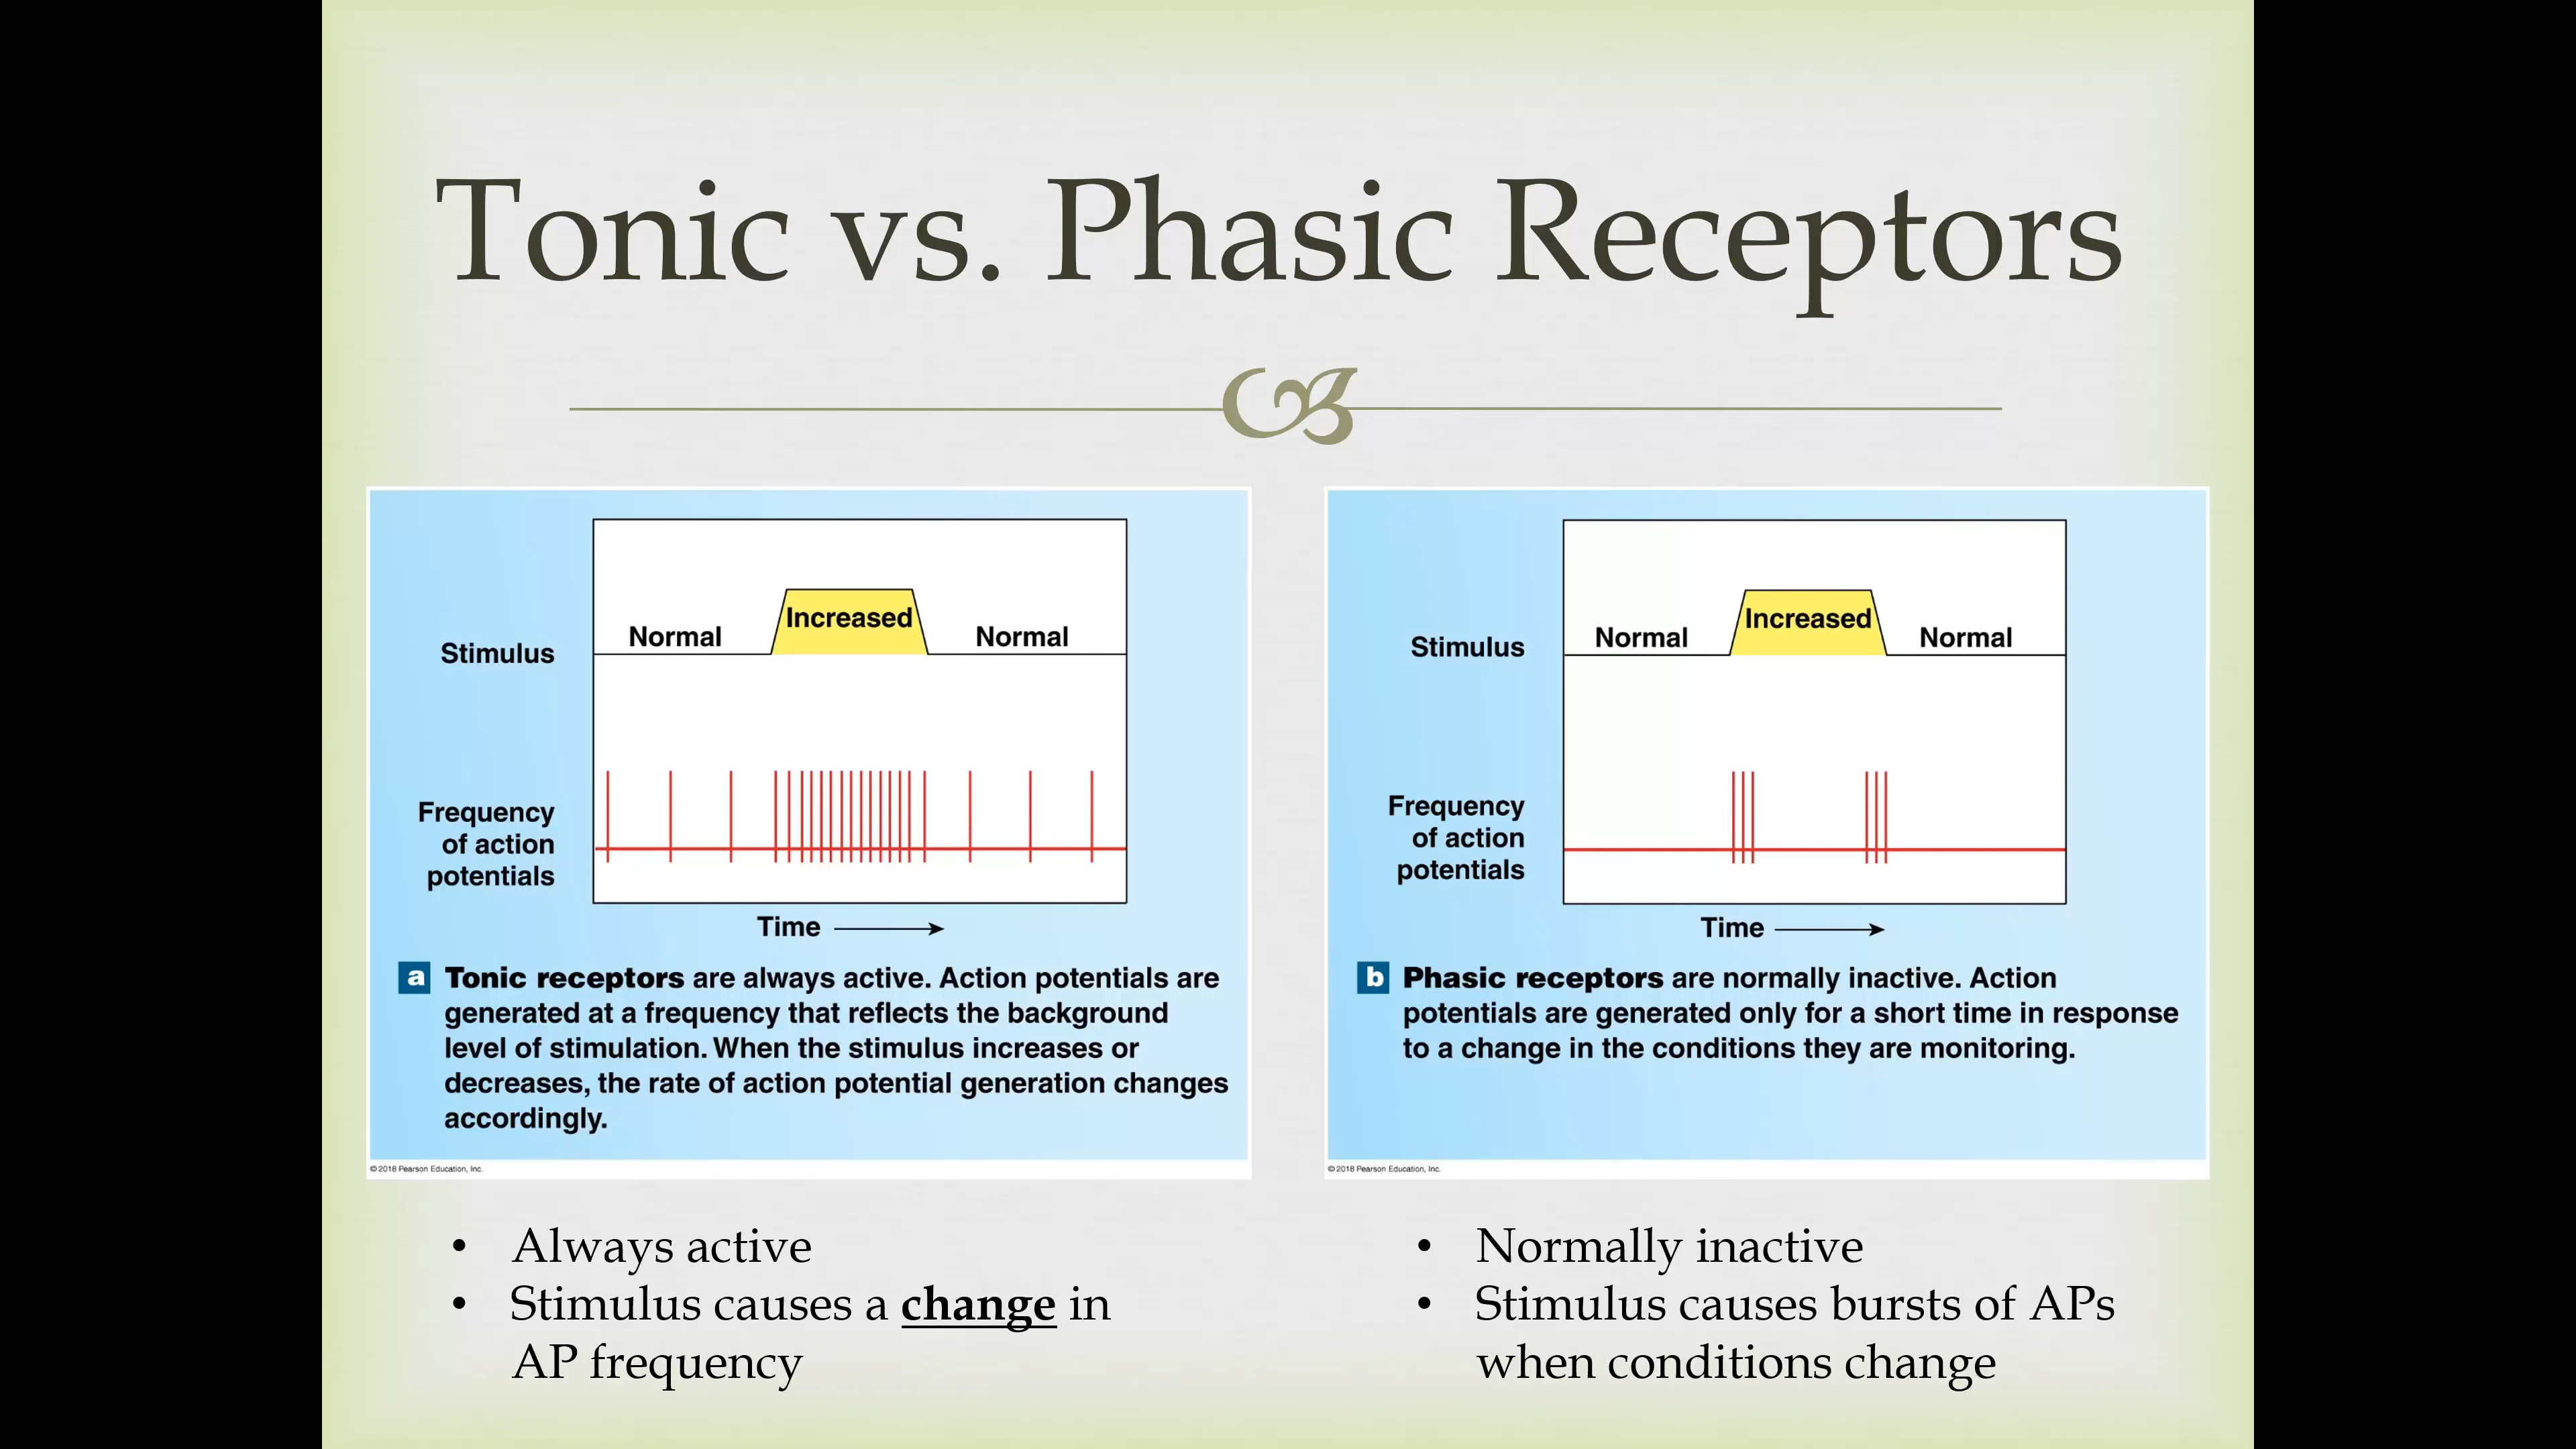 Tonic vs. Phasic Receptors
Normal
Increased
Normal
Stimulus
Frequency
of action
potentials
Time
a Tonic receptors are always active. Action potentials are
generated at a frequency that reflects the background
level of stimulation. When the stimulus increases or
decreases, the rate of action potential generation changes
accordingly.
© 2018 Pearson Education, Inc.
• Always active
• Stimulus causes a change in
AP frequency
Normal
Increased
Normal
Stimulus
Frequency
of action
potentials
Time
b Phasic receptors are normally inactive. Action
potentials are generated only for a short time in response
to a change in the conditions they are monitoring.
© 2018 Pearson Education, Inc.
• Normally inactive
• Stimulus causes bursts of APs
when conditions change